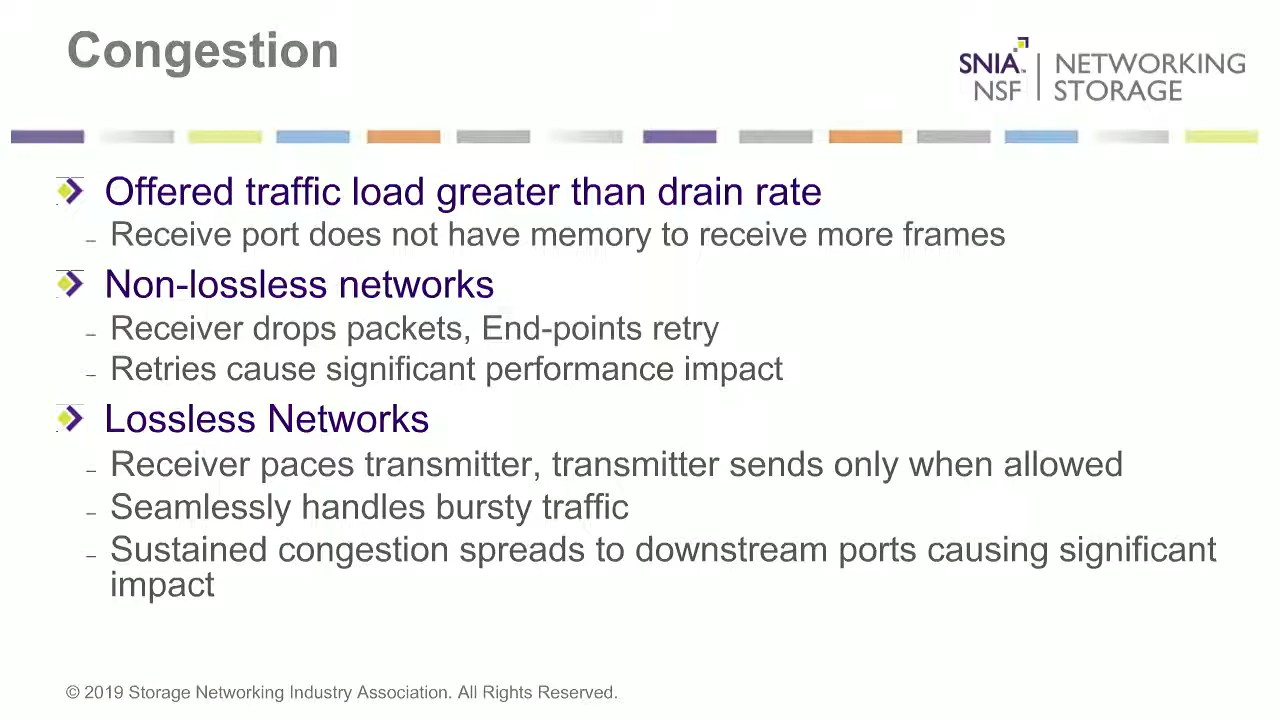 Congestion
SNIA™ NSF | NETWORKING STORAGE
Offered traffic load greater than drain rate
– Receive port does not have memory to receive more frames
Non-lossless networks
– Receiver drops packets, End-points retry
– Retries cause significant performance impact
Lossless Networks
– Receiver paces transmitter, transmitter sends only when allowed
– Seamlessly handles bursty traffic
– Sustained congestion spreads to downstream ports causing significant
impact
© 2019 Storage Networking Industry Association. All Rights Reserved.